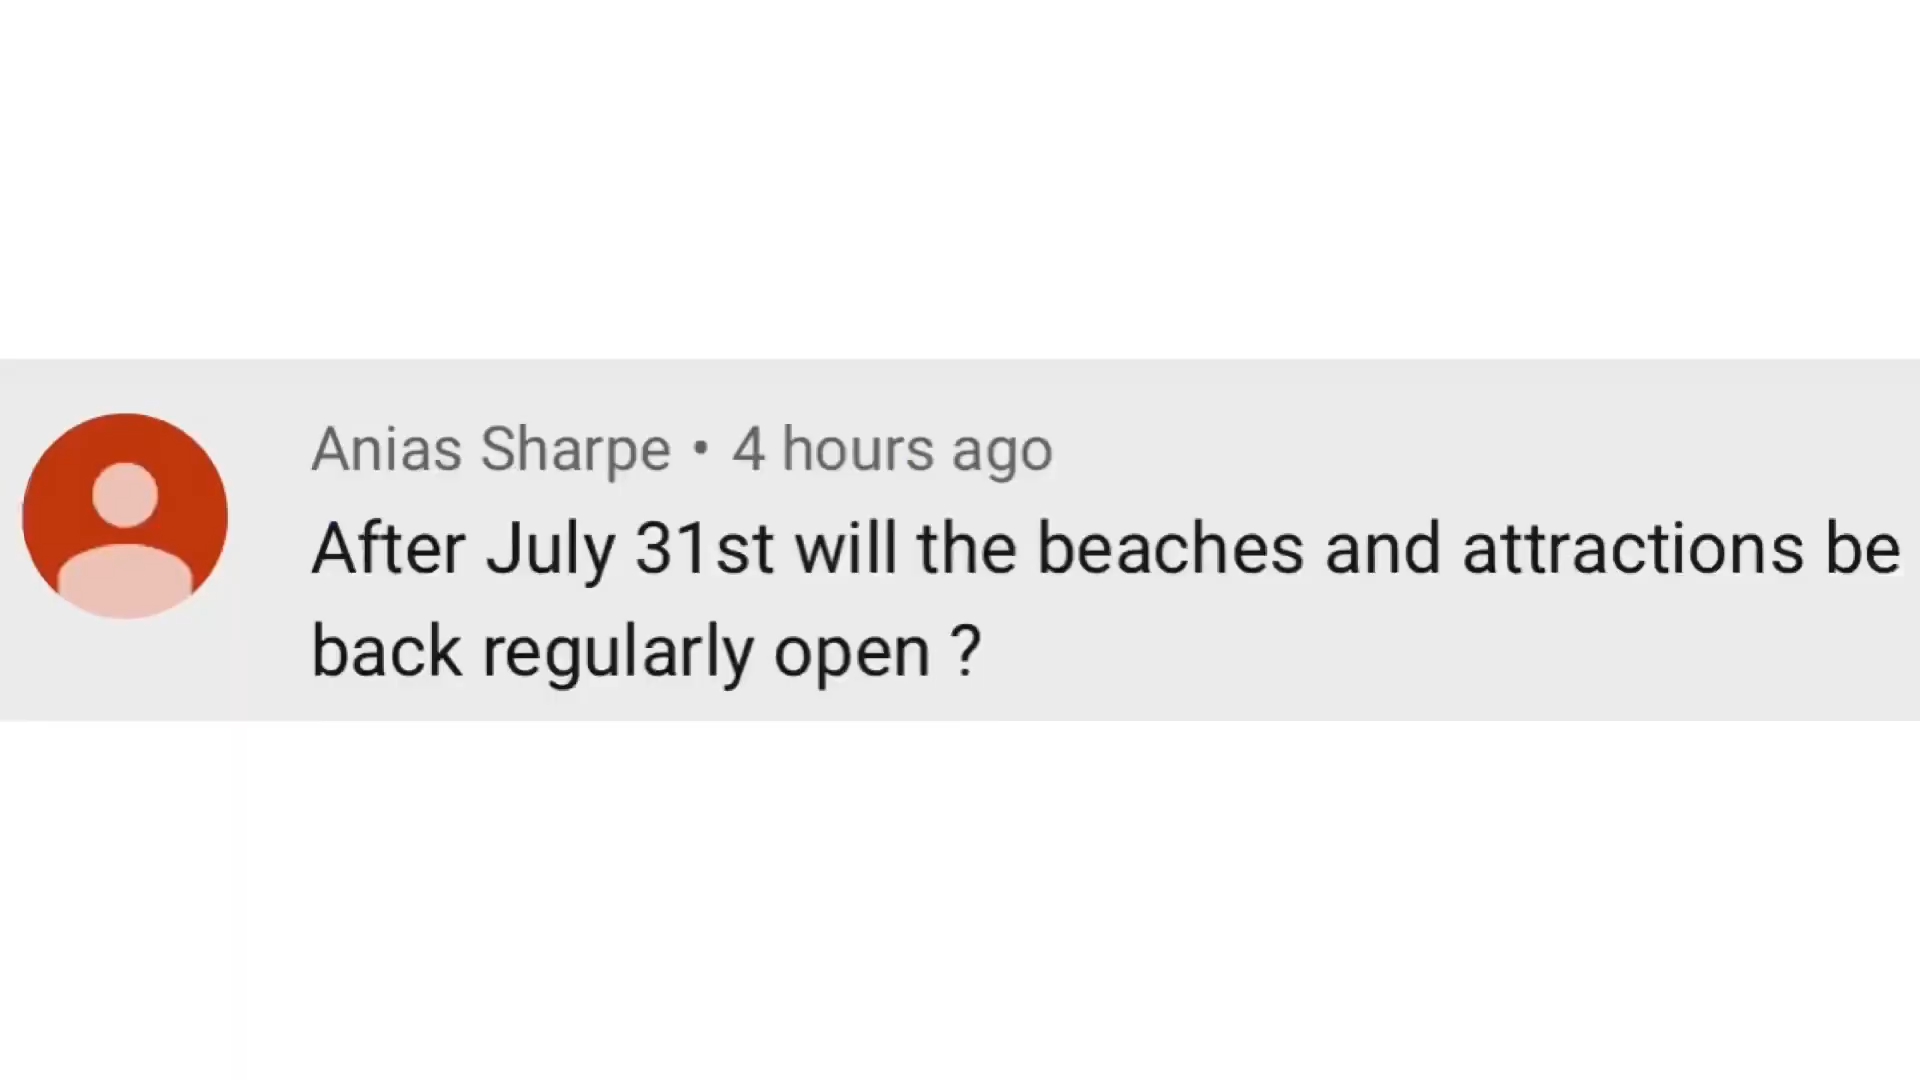 Anias Sharpe • 4 hours ago
After July 31st will the beaches and attractions be
back regularly open ?